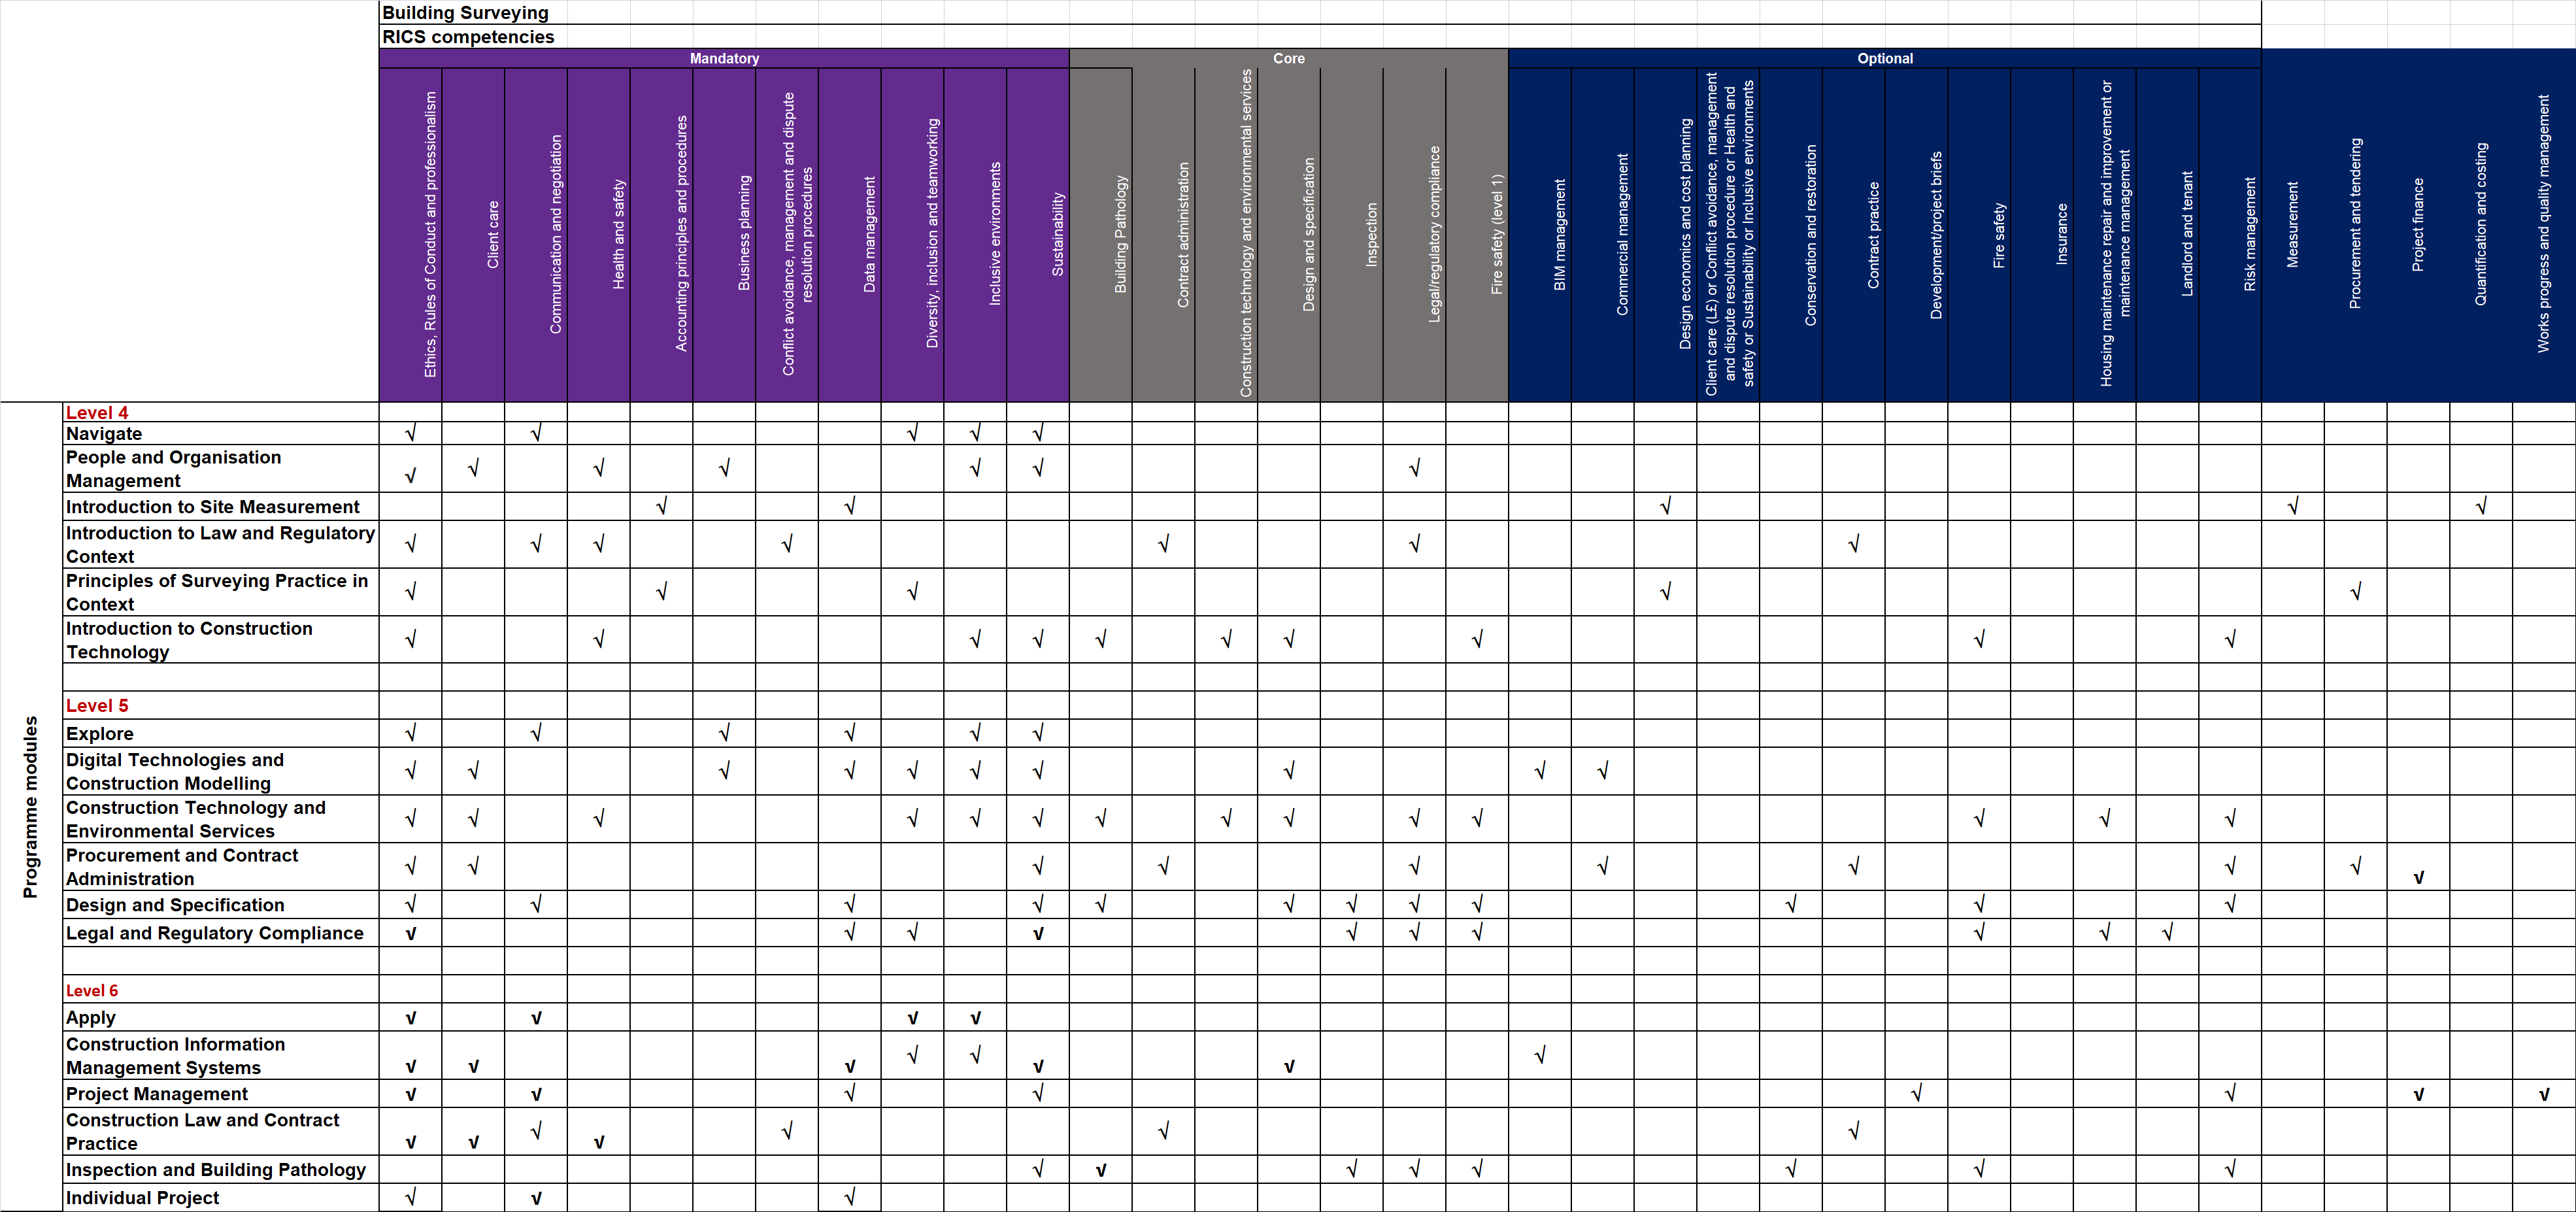 Building Surveying
RICS competencies
Mandatory
Core
Optional
Ethics, Rules of Conduct and professionalism
Client care
Communication and negotiation
Health and safety
Accounting principles and procedures
Business planning
Conflict avoidance, management and dispute
resolution procedures
Data management
Diversity, inclusion and teamworking
Inclusive environments
Sustainability
Building Pathology
Contract administration
Construction technology and environmental services
Design and specification
Inspection
Legal/regulatory compliance
Fire safety (level 1)
BIM management
Commercial management
Design economics and cost planning
Client care (L£) or Conflict avoidance, management
and dispute resolution procedure or Health and
safety or Sustainability or Inclusive environments
Conservation and restoration
Contract practice
Development/project briefs
Fire safety
Insurance
Housing maintenance repair and improvement or
maintenance management
Landlord and tenant
Risk management
Measurement
Procurement and tendering
Project finance
Quantification and costing
Works progress and quality management
Programme modules
Level 4
Navigate √ √ √ √ √
People and Organisation
Management √ √ √ √ √ √ √
Introduction to Site Measurement √ √ √ √ √
Introduction to Law and Regulatory
Context √ √ √ √ √ √ √
Principles of Surveying Practice in
Context √ √ √ √ √
Introduction to Construction
Technology √ √ √ √ √ √ √ √ √ √
Level 5
Explore √ √ √ √ √ √
Digital Technologies and
Construction Modelling √ √ √ √ √ √ √ √ √ √
Construction Technology and
Environmental Services √ √ √ √ √ √ √ √ √ √ √ √ √ √
Procurement and Contract
Administration √ √ √ √ √ √ √ √ √ √
Design and Specification √ √ √ √ √ √ √ √ √ √ √ √
Legal and Regulatory Compliance √ √ √ √ √ √ √ √ √ √
Level 6
Apply √ √ √ √
Construction Information
Management Systems √ √ √ √ √ √ √ √
Project Management √ √ √ √ √ √ √ √
Construction Law and Contract
Practice √ √ √ √ √ √ √
Inspection and Building Pathology √ √ √ √ √ √ √ √
Individual Project √ √ √